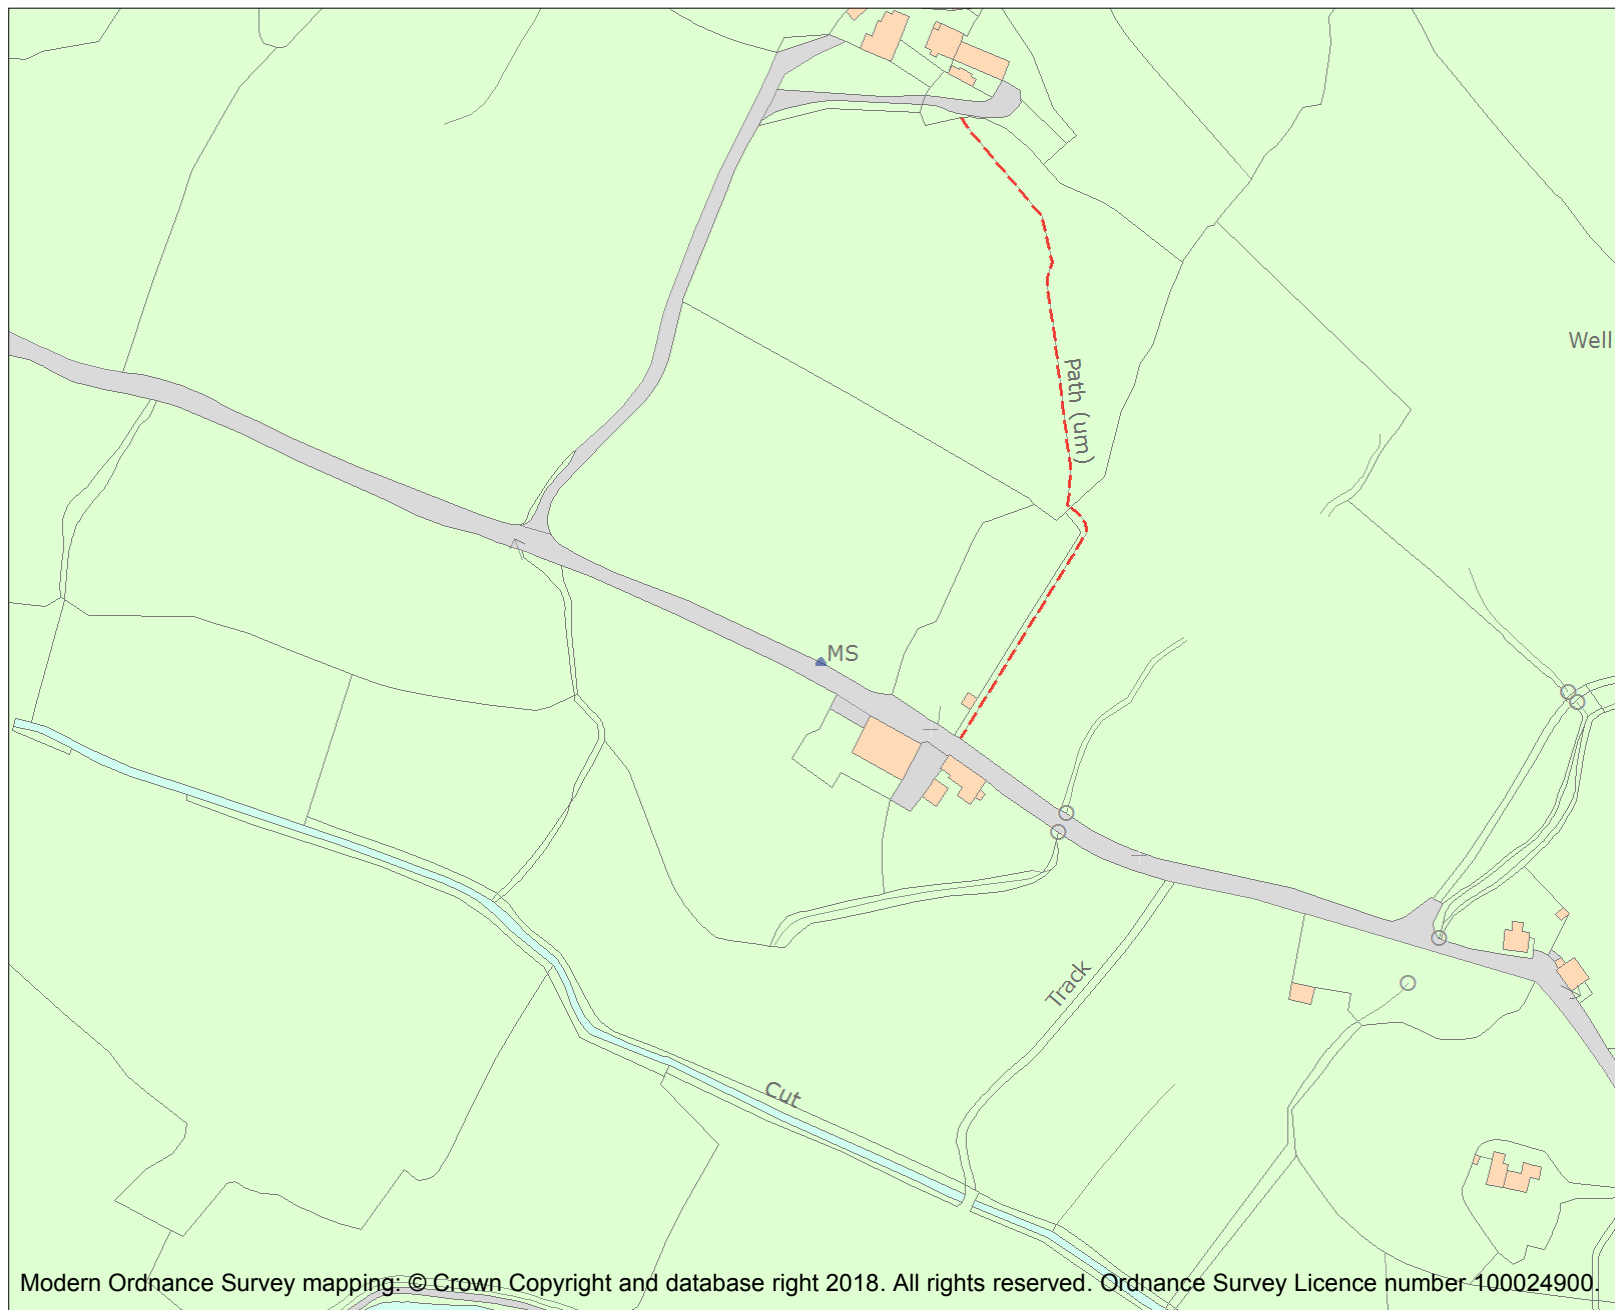 Well
Path (um)
MS
Track
Cut
Modern Ordnance Survey mapping: © Crown Copyright and database right 2018. All rights reserved. Ordnance Survey Licence number 100024900.